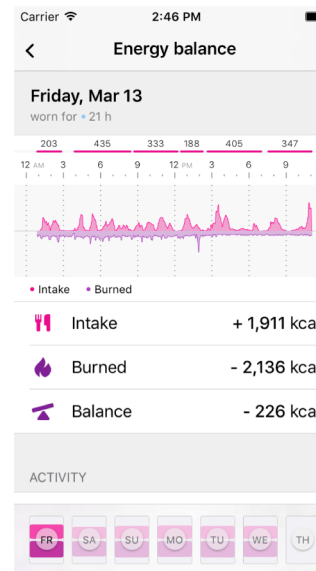 Carrier 2:46 PM
Energy balance
Friday, Mar 13
worn for • 21 h
203 435 333 188 405 347
12 AM 3 6 9 12 PM 3 6 9
• Intake • Burned
Intake + 1,911 kca
Burned - 2,136 kca
Balance - 226 kca
ACTIVITY
FR SA SU MO TU WE TH